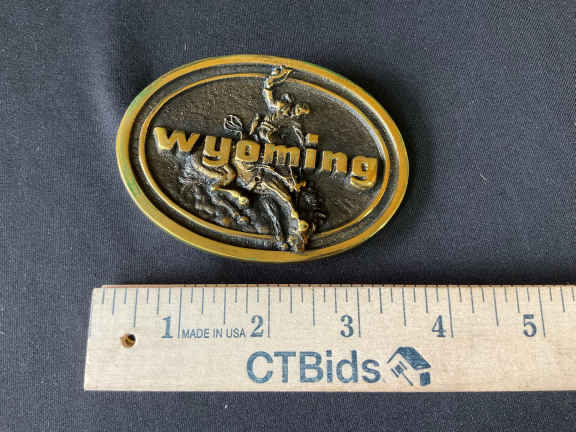 wyoming
1 MADE IN USA 2 3 4 5
CTBids